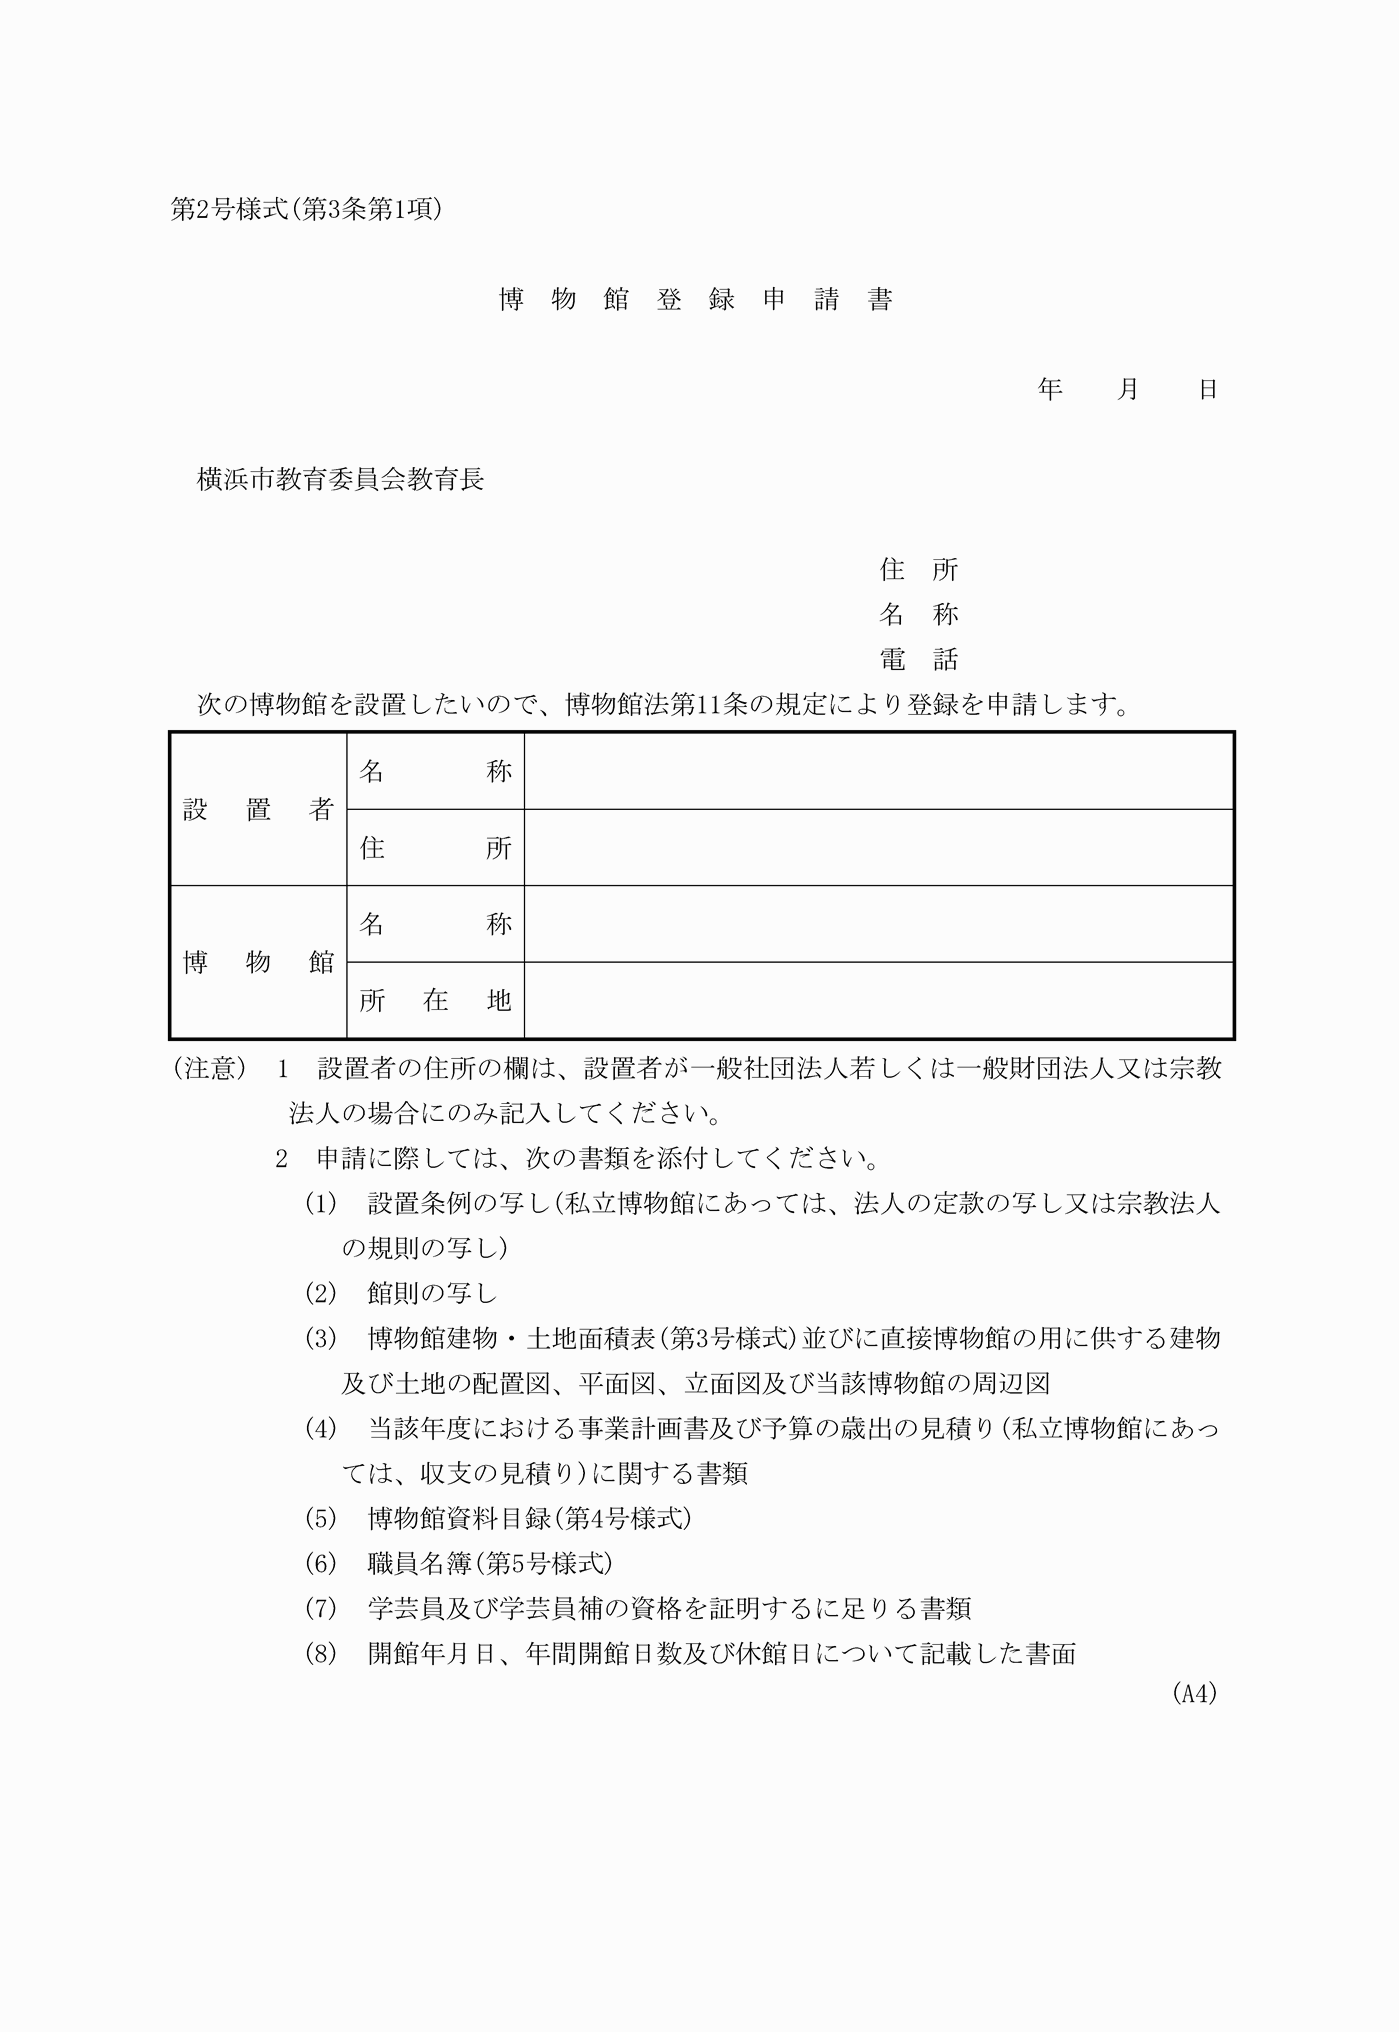 第2号様式(第3条第1項)
博物館登録申請書
年　月　日
横浜市教育委員会教育長
住所
名称
電話
次の博物館を設置したいので、博物館法第11条の規定により登録を申請します。
設置者
名称
住所
博物館
名称
所在地
(注意)　1　設置者の住所の欄は、設置者が一般社団法人若しくは一般財団法人又は宗教
法人の場合にのみ記入してください。
2　申請に際しては、次の書類を添付してください。
(1)　設置条例の写し(私立博物館にあっては、法人の定款の写し又は宗教法人
の規則の写し)
(2)　館則の写し
(3)　博物館建物・土地面積表(第3号様式)並びに直接博物館の用に供する建物
及び土地の配置図、平面図、立面図及び当該博物館の周辺図
(4)　当該年度における事業計画書及び予算の歳出の見積り(私立博物館にあっ
ては、収支の見積り)に関する書類
(5)　博物館資料目録(第4号様式)
(6)　職員名簿(第5号様式)
(7)　学芸員及び学芸員補の資格を証明するに足りる書類
(8)　開館年月日、年間開館日数及び休館日について記載した書面
(A4)